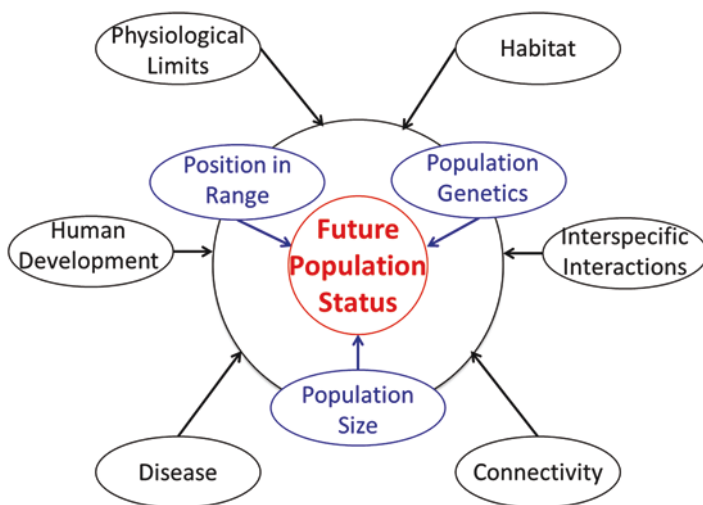 Physiological
Limits
Habitat
Position in
Range
Population
Genetics
Human
Development
Future
Population
Status
Interspecific
Interactions
Population
Size
Disease
Connectivity